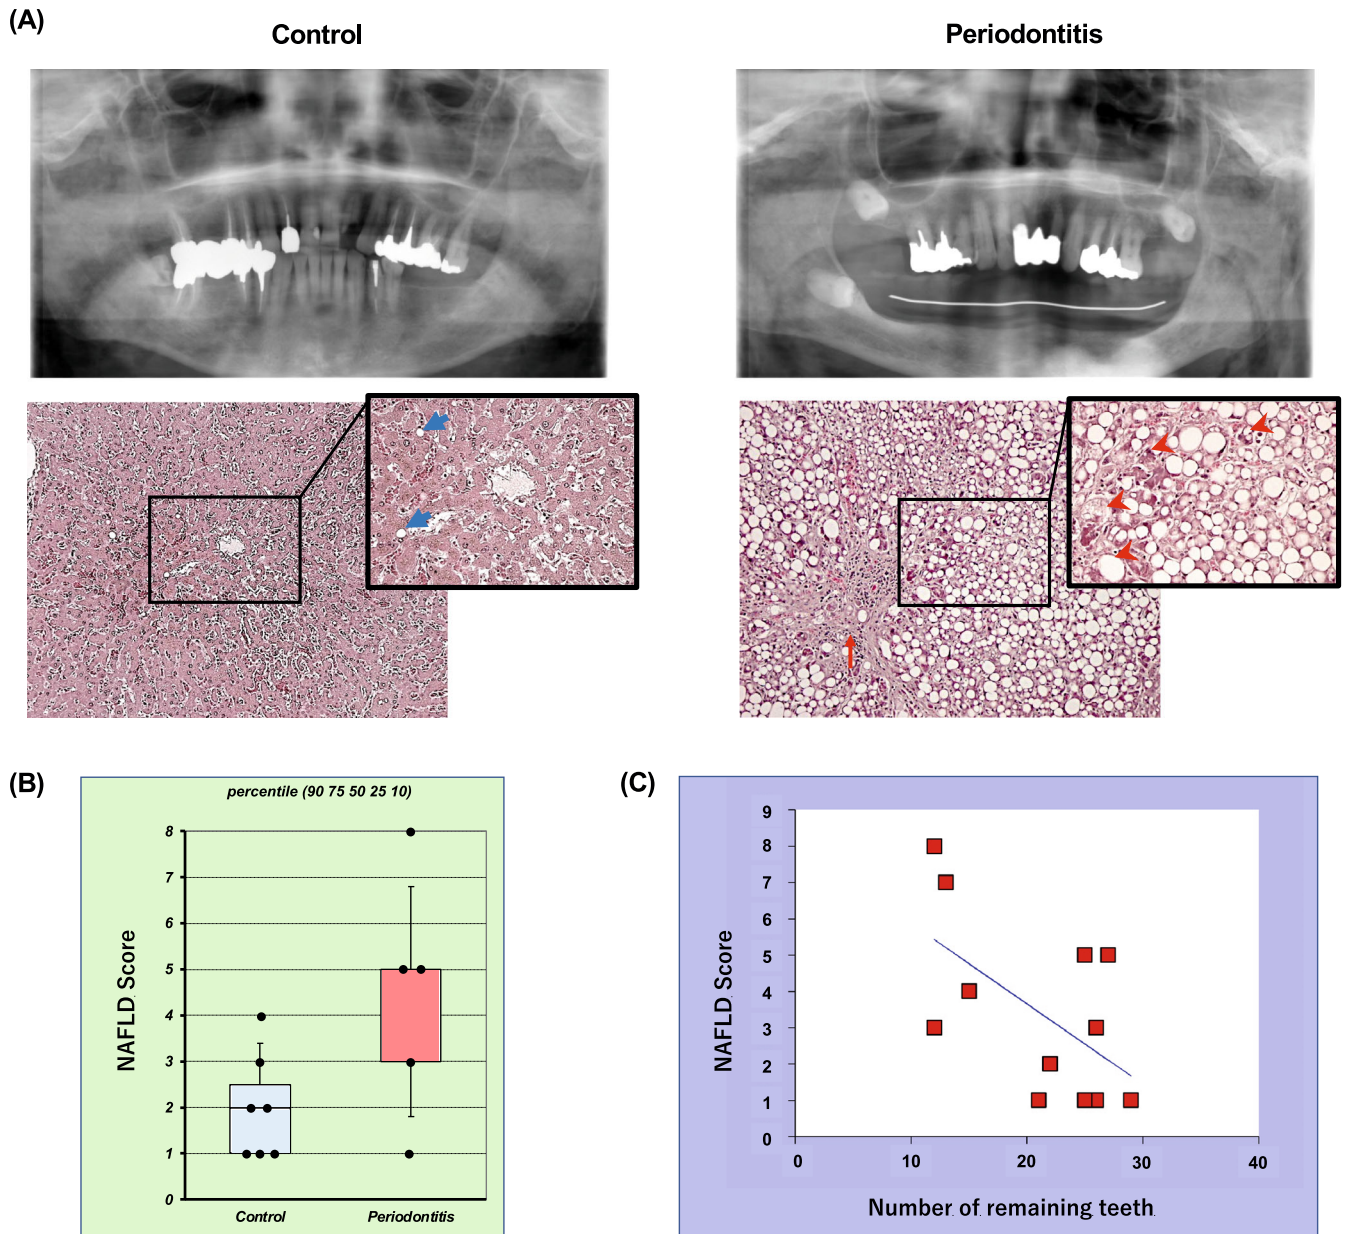 (A)
Control
Periodontitis
(B)
percentile (90 75 50 25 10)
NAFLD Score
8
7
6
5
4
3
2
1
0
Control
Periodontitis
(C)
NAFLD Score
9
8
7
6
5
4
3
2
1
0
0 10 20 30 40
Number of remaining teeth